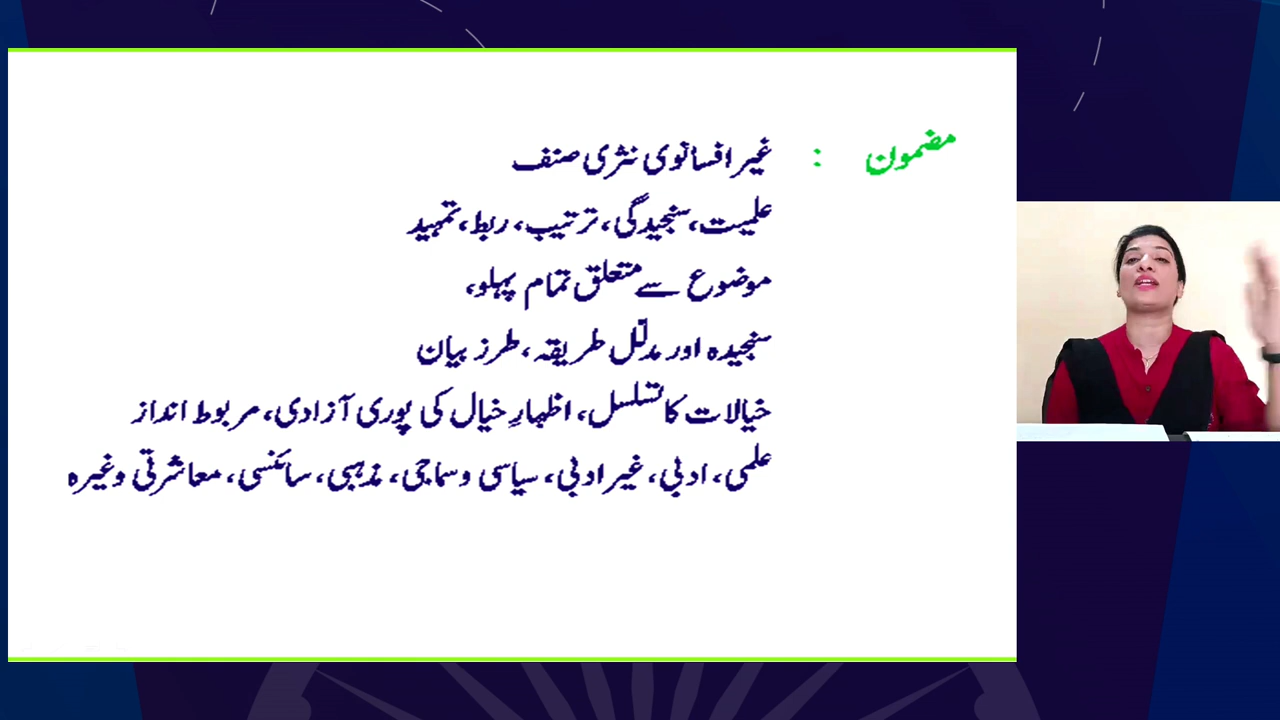 مضمون : غیر افسانوی نثری صنف
علمیت، سنجیدگی، ترتیب، ربط، تمہید
موضوع سے متعلق تمام پہلو،
سنجیدہ اور مدلّل طریقہ، طرز بیان
خیالات کا تسلسل، اظہارِ خیال کی پوری آزادی، مربوط انداز
علمی، ادبی، غیر ادبی، سیاسی و سماجی، مذہبی، سائنسی، معاشرتی وغیرہ